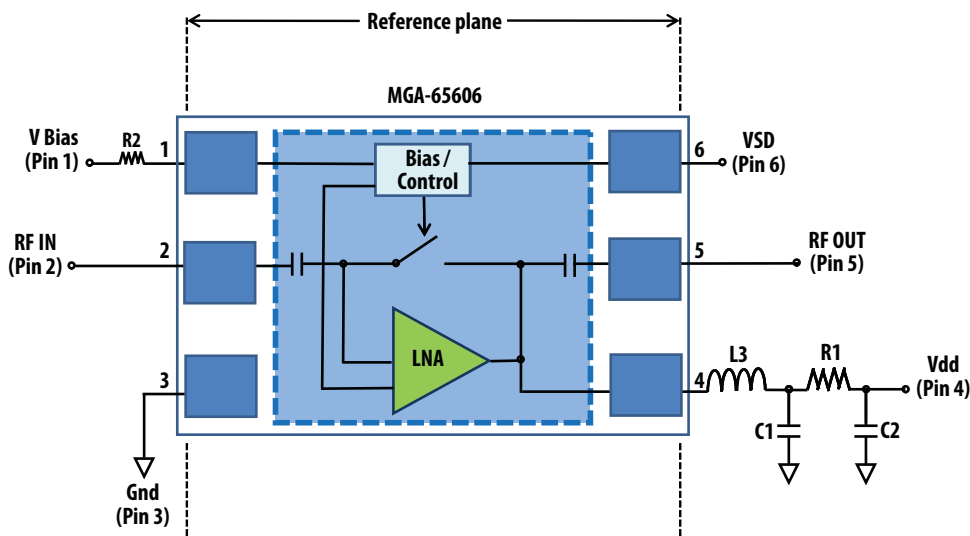 Reference plane
MGA-65606
V Bias
(Pin 1)
R2
1
Bias /
Control
6
VSD
(Pin 6)
RF IN
(Pin 2)
2
5
RF OUT
(Pin 5)
LNA
3
4
L3
R1
Vdd
(Pin 4)
C1
C2
Gnd
(Pin 3)